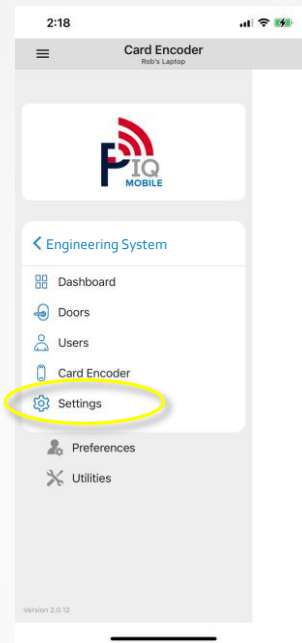 2:18
Card Encoder
Rob's Laptop
PIQ
MOBILE
Engineering System
Dashboard
Doors
Users
Card Encoder
Settings
Preferences
Utilities
Version 2.0.12